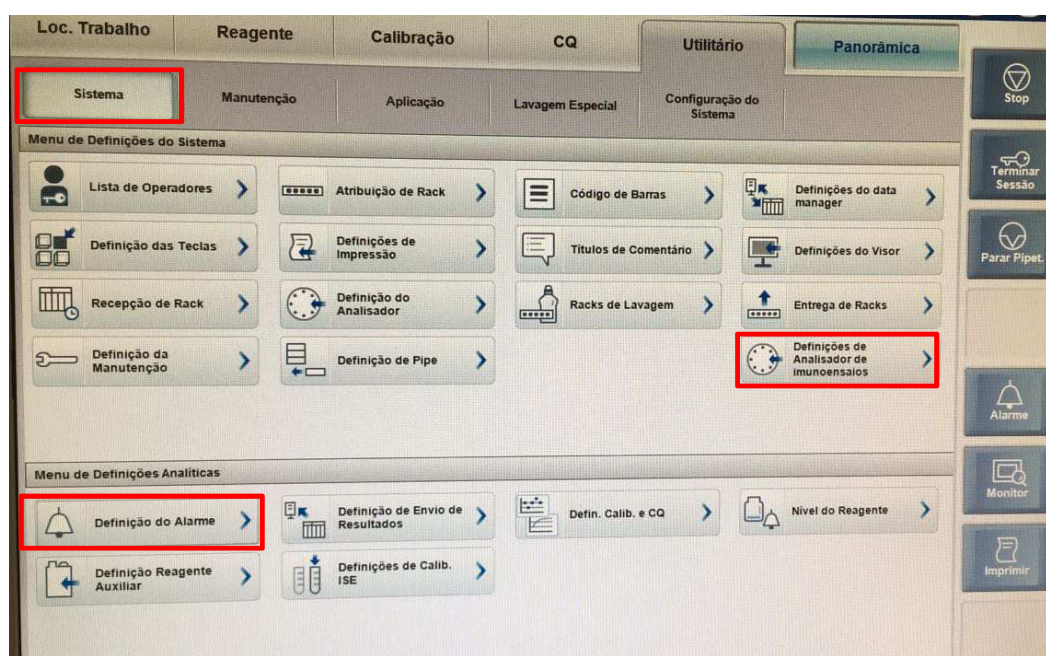 Loc. Trabalho
Reagente
Calibração
CQ
Utilitário
Panorâmica
Sistema
Manutenção
Aplicação
Lavagem Especial
Configuração do
Sistema
Stop
Menu de Definições do Sistema
Lista de Operadores
Atribuição de Rack
Código de Barras
Definições do data
manager
Terminar
Sessão
Definição das Teclas
Definições de
Impressão
Títulos de Comentário
Definições do Visor
Parar Pipet.
Recepção de Rack
Definição do
Analisador
Racks de Lavagem
Entrega de Racks
Definição da
Manutenção
Definição de Pipe
Definições de
Analisador de
imunoensaios
Alarme
Menu de Definições Analíticas
Monitor
Definição do Alarme
Definição de Envio de
Resultados
Defin. Calib. e CQ
Nivel do Reagente
Definição Reagente
Auxiliar
Definições de Calib.
ISE
Imprimir